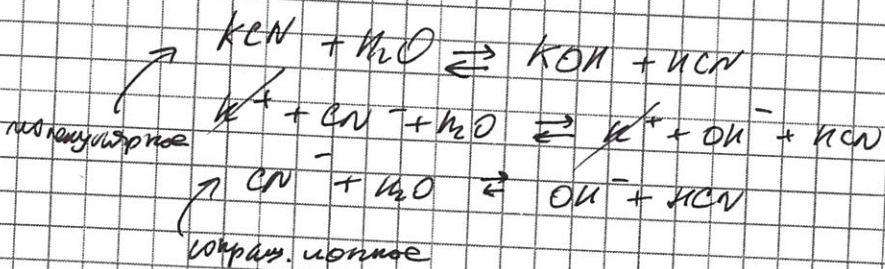 KCN + H₂O ⇄ KOH + HCN
молекулярное
K⁺ + CN⁻ + H₂O ⇄ K⁺ + OH⁻ + HCN
CN⁻ + H₂O ⇄ OH⁻ + HCN
сокращ. ионное